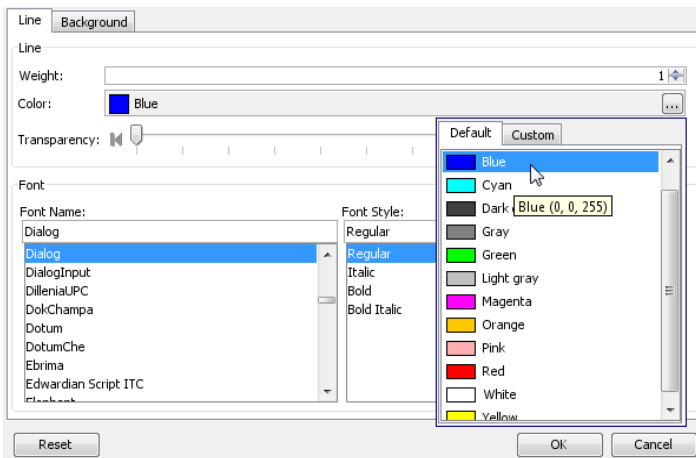 Line Background
Line
Weight: 1
Color: Blue ...
Transparency:
Default Custom
Blue
Cyan
Dark
Blue (0, 0, 255)
Gray
Green
Light gray
Magenta
Orange
Pink
Red
White
Yellow
Font
Font Name:
Dialog
Dialog
DialogInput
DilleniaUPC
DokChampa
Dotum
DotumChe
Ebrima
Edwardian Script ITC
Elephant
Font Style:
Regular
Regular
Italic
Bold
Bold Italic
Reset OK Cancel